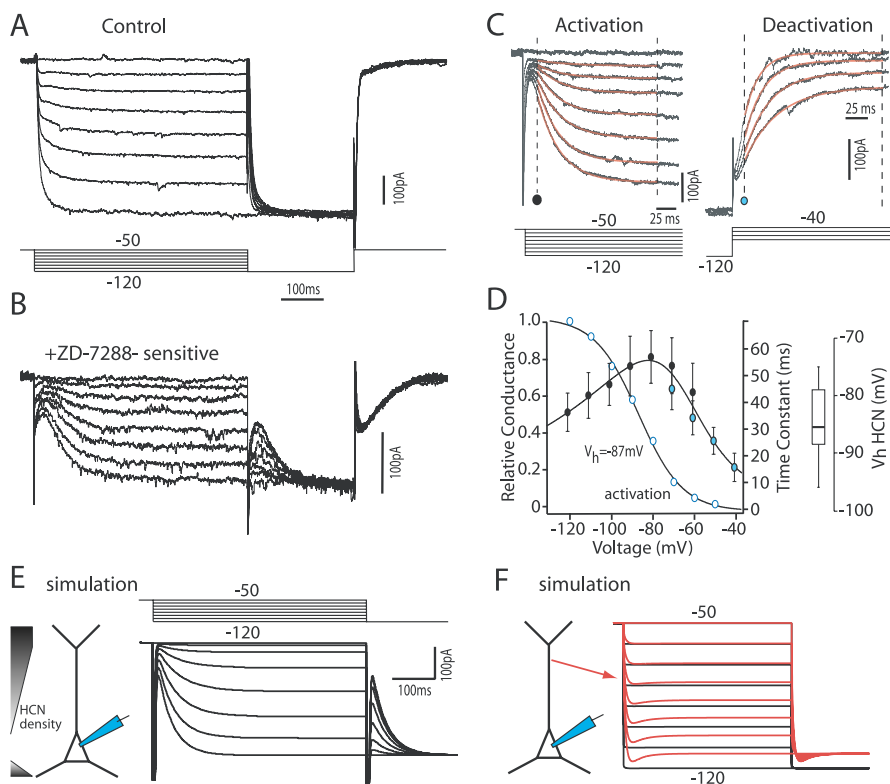 A
Control
100pA
-50
-120
100ms
B
+ZD-7288- sensitive
100pA
C
Activation
Deactivation
25 ms
100pA
100pA
25 ms
-50
-120
-40
-120
D
Relative Conductance
1.0
0.8
0.6
0.4
0.2
0
Vh=-87mV
activation
-120
-100
-80
-60
-40
Voltage (mV)
60
50
40
30
20
10
0
Time Constant (ms)
-70
-80
-90
-100
Vh HCN (mV)
E
simulation
-50
-120
100pA
100ms
HCN
density
F
simulation
-50
-120